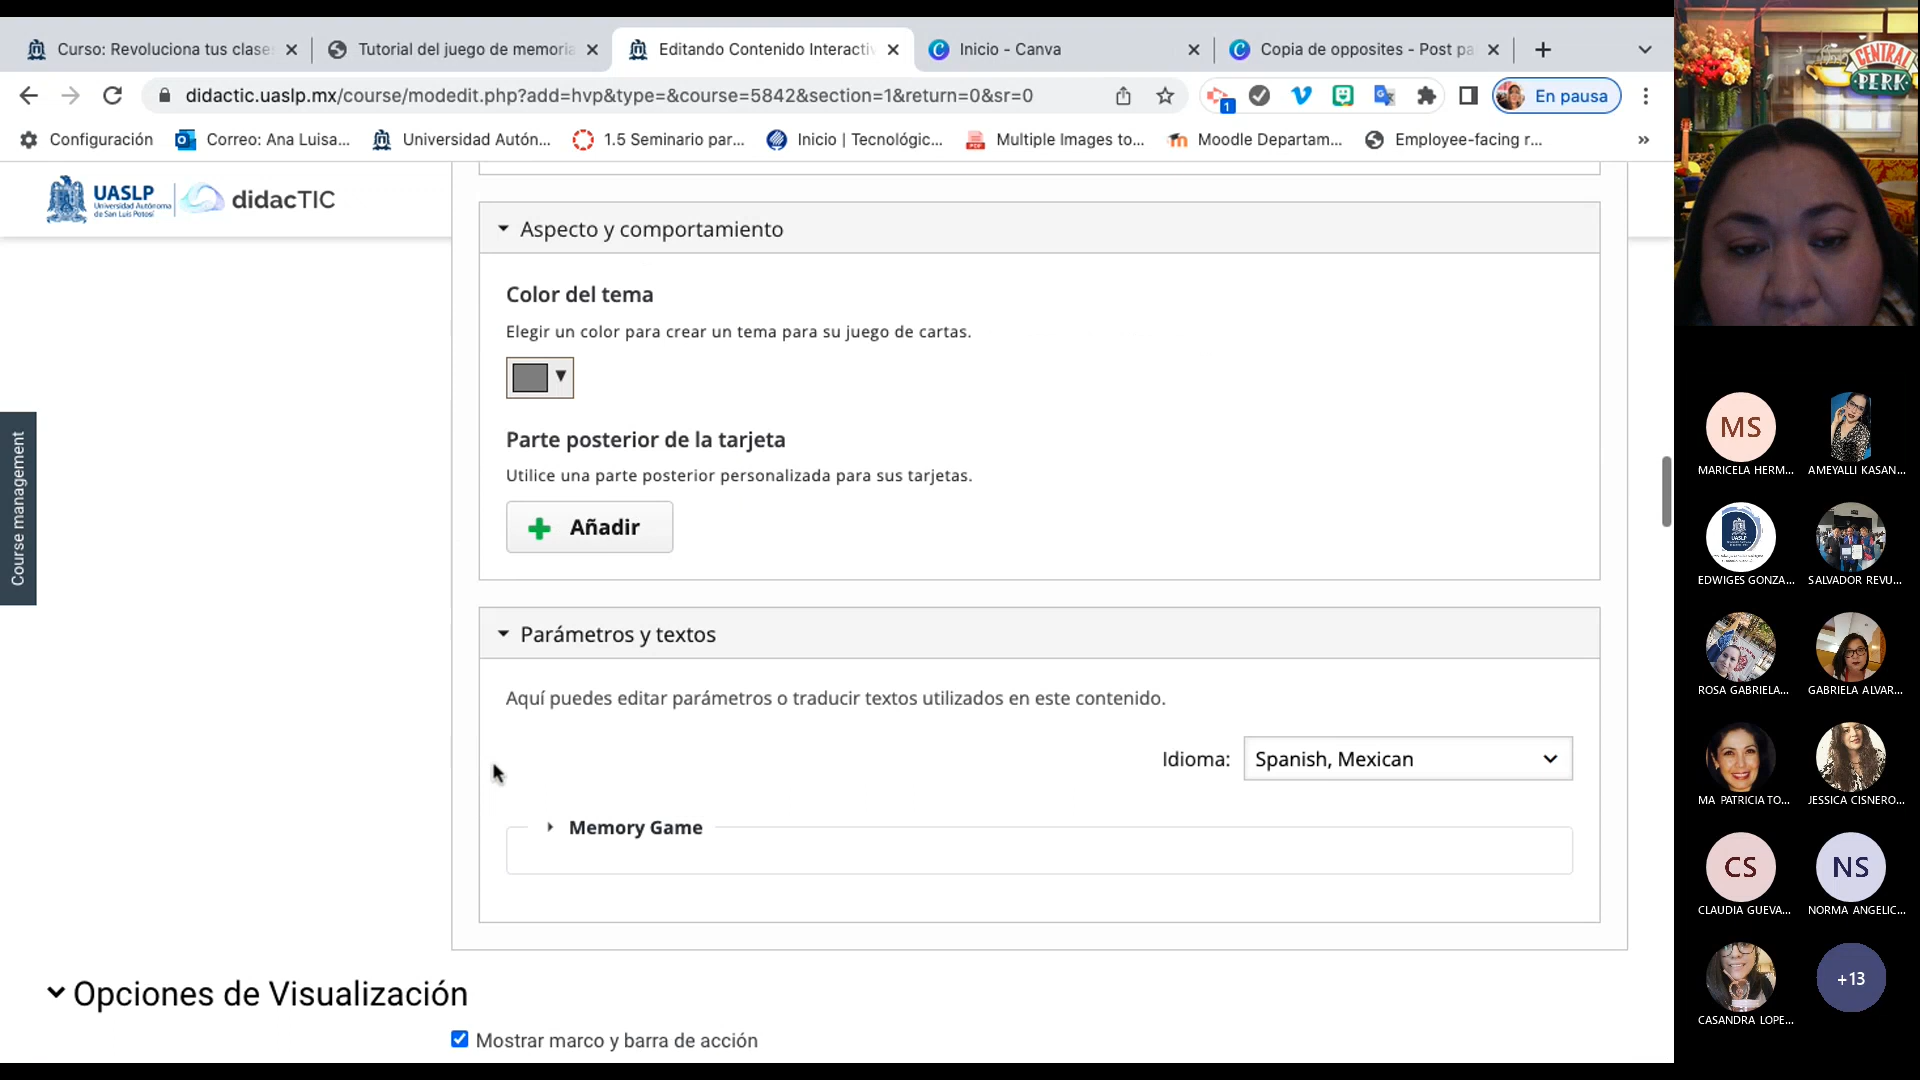 Curso: Revoluciona tus clase
Tutorial del juego de memoria
Editando Contenido Interactiv
Inicio - Canva
Copia de opposites - Post pa
didactic.uaslp.mx/course/modedit.php?add=hvp&type=&course=5842&section=1&return=0&sr=0
1
En pausa
Configuración
Correo: Ana Luisa...
Universidad Autón...
1.5 Seminario par...
Inicio | Tecnológic...
Multiple Images to...
Moodle Departam...
Employee-facing r...
»
UASLP
Universidad Autónoma
de San Luis Potosí
didacTIC
Course management
Aspecto y comportamiento
Color del tema
Elegir un color para crear un tema para su juego de cartas.
Parte posterior de la tarjeta
Utilice una parte posterior personalizada para sus tarjetas.
Añadir
Parámetros y textos
Aquí puedes editar parámetros o traducir textos utilizados en este contenido.
Idioma:
Spanish, Mexican
Memory Game
Opciones de Visualización
Mostrar marco y barra de acción
CENTRAL
PERK
MS
MARICELA HERM...
AMEYALLI KASAN...
EDWIGES GONZA...
SALVADOR REVU...
ROSA GABRIELA...
GABRIELA ALVAR...
MA PATRICIA TO...
JESSICA CISNERO...
CS
CLAUDIA GUEVA...
NS
NORMA ANGELIC...
CASANDRA LOPE...
+13